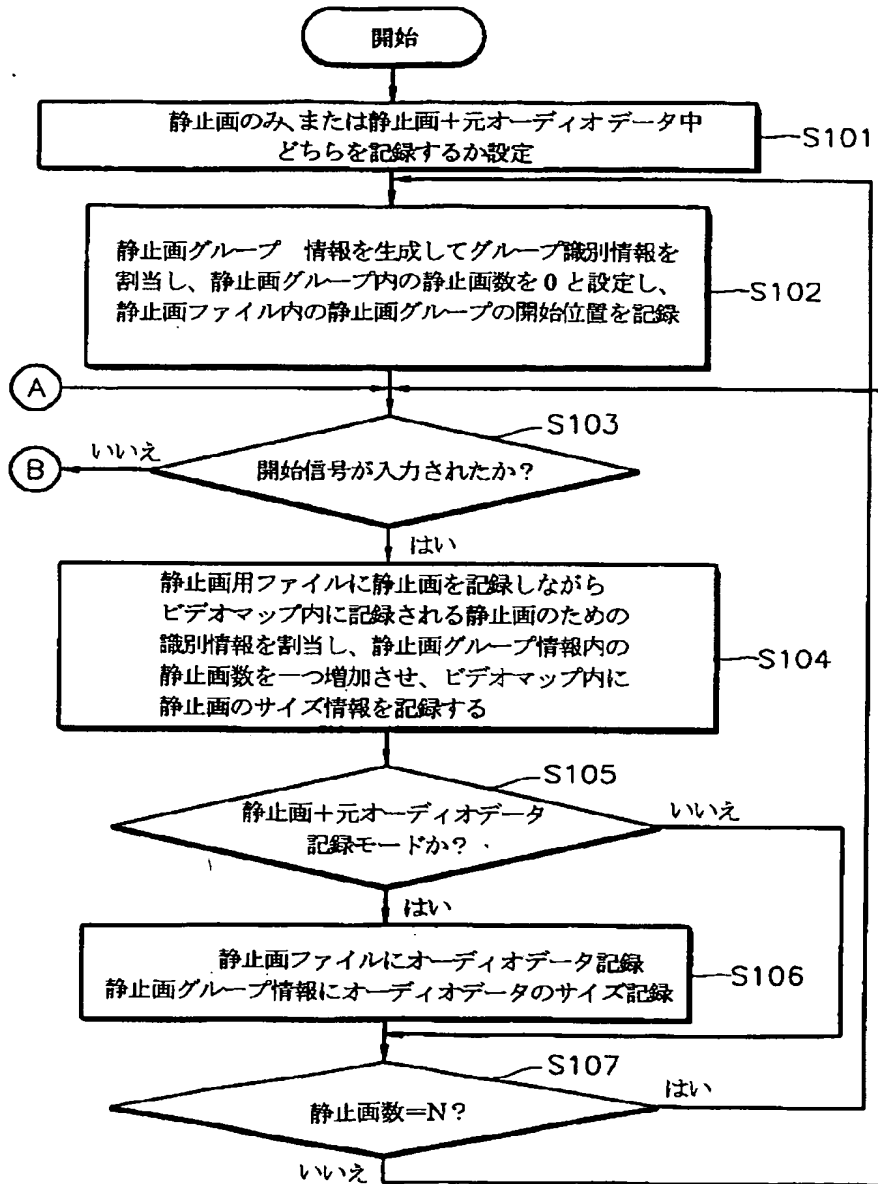 開始
静止画のみ、または静止画＋元オーディオデータ中
どちらを記録するか設定
S101
静止画グループ　情報を生成してグループ識別情報を
割当し、静止画グループ内の静止画数を0と設定し、
静止画ファイル内の静止画グループの開始位置を記録
S102
A
S103
B
いいえ
開始信号が入力されたか？
はい
静止画用ファイルに静止画を記録しながら
ビデオマップ内に記録される静止画のための
識別情報を割当し、静止画グループ情報内の
静止画数を一つ増加させ、ビデオマップ内に
静止画のサイズ情報を記録する
S104
S105
静止画＋元オーディオデータ
記録モードか？
いいえ
はい
静止画ファイルにオーディオデータ記録
静止画グループ情報にオーディオデータのサイズ記録
S106
S107
静止画数=N？
はい
いいえ